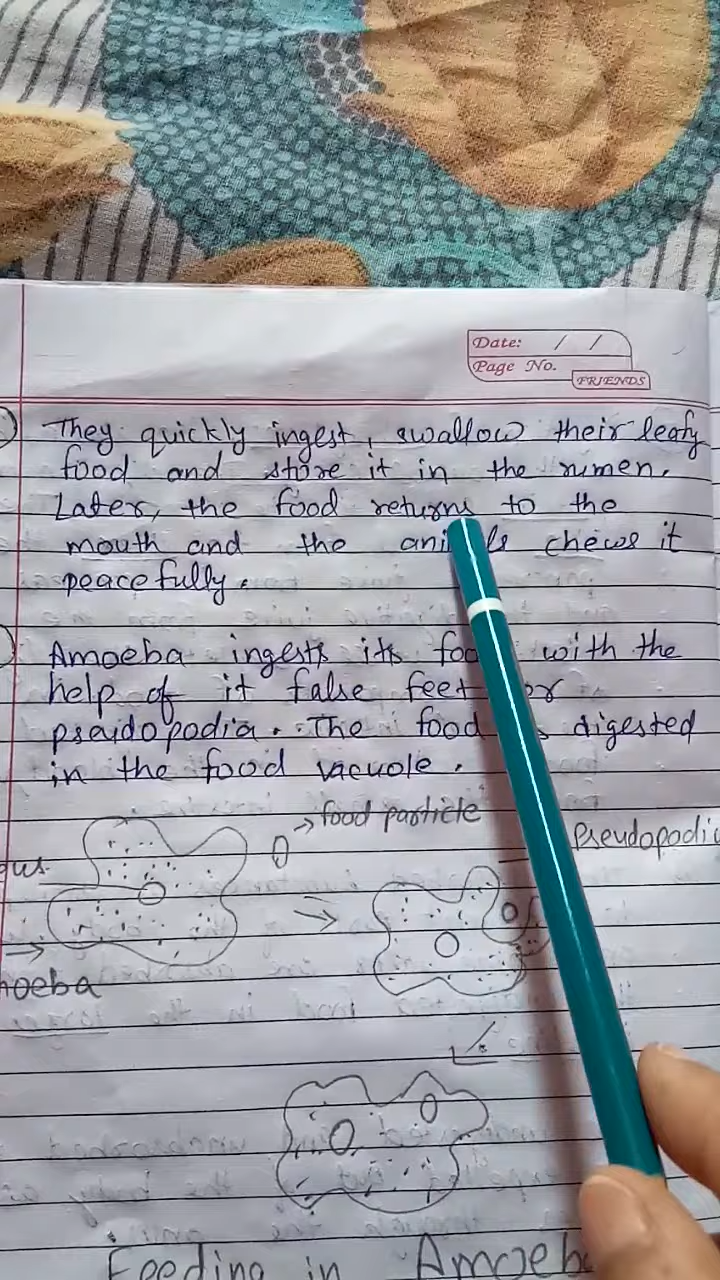 Date: / /
Page No.
FRIENDS
They quickly ingest, swallow their leafy
food and store it in the rumen.
Later, the food returns to the
mouth and the chews it
peacefully.
Amoeba ingests its with the
help of it false feet or
pseudopodia. The food digested
in the food vacuole.
food particle
Pseudopodi
Feeding in Amoeb